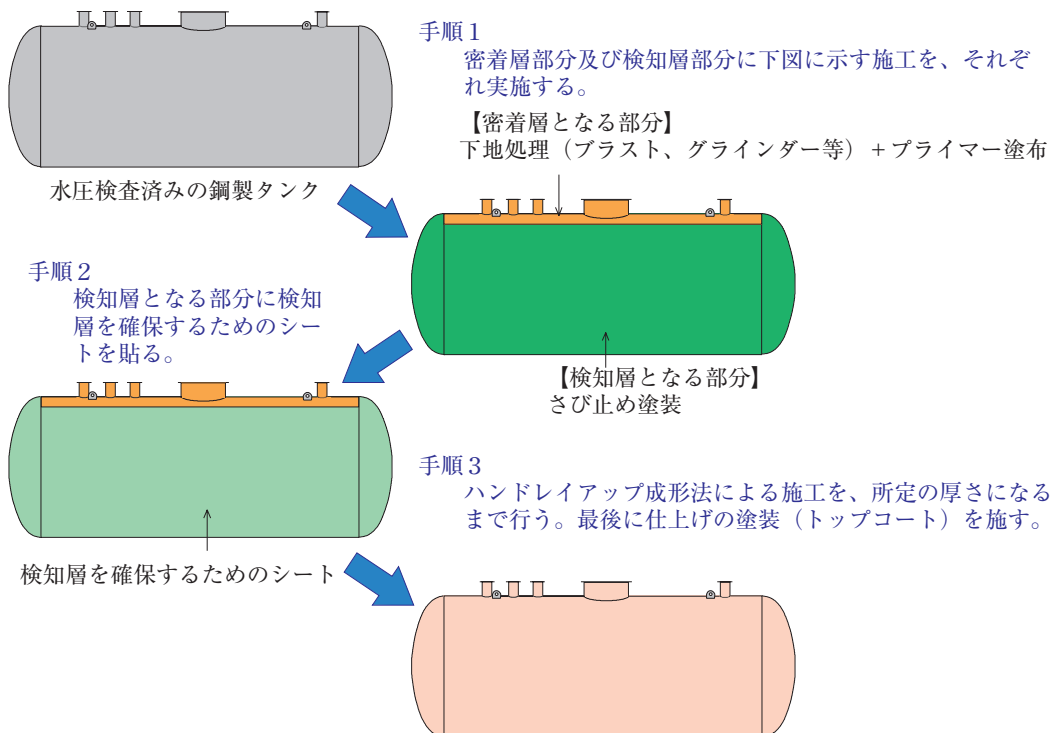 手順１
密着層部分及び検知層部分に下図に示す施工を、それぞ
れ実施する。
【密着層となる部分】
下地処理（ブラスト、グラインダー等）＋プライマー塗布
水圧検査済みの鋼製タンク
手順２
検知層となる部分に検知
層を確保するためのシー
トを貼る。
【検知層となる部分】
さび止め塗装
手順３
ハンドレイアップ成形法による施工を、所定の厚さになる
まで行う。最後に仕上げの塗装（トップコート）を施す。
検知層を確保するためのシート